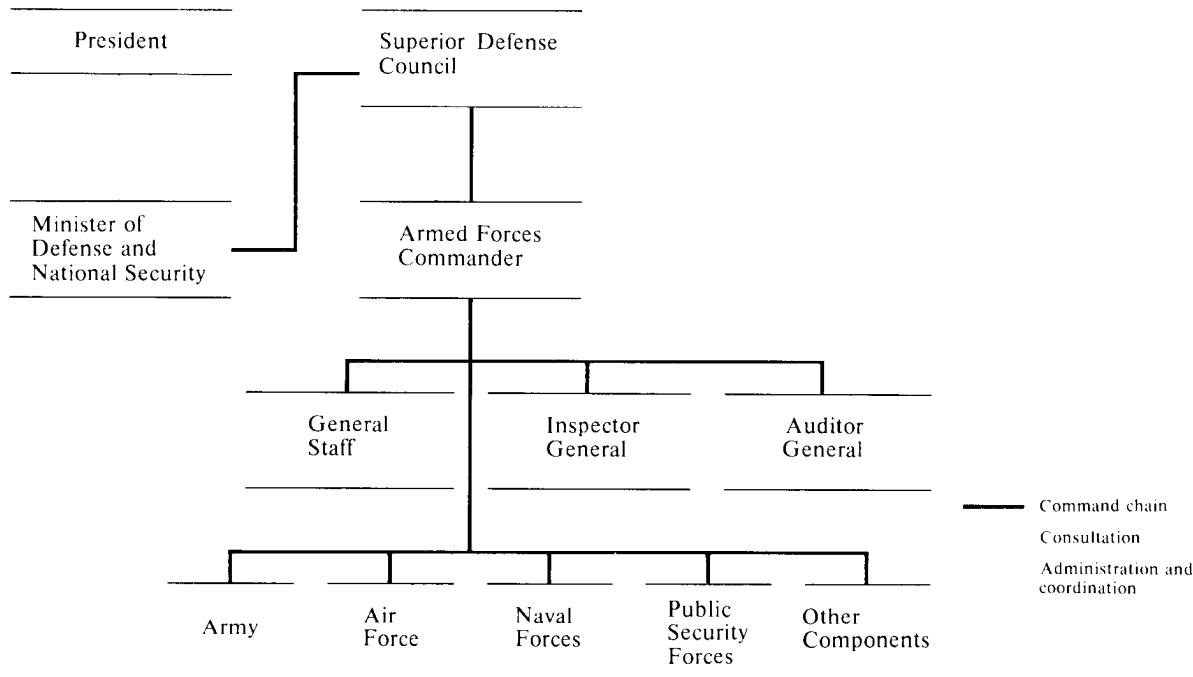 President
Superior Defense
Council
Minister of
Defense and
National Security
Armed Forces
Commander
General
Staff
Inspector
General
Auditor
General
Command chain
Consultation
Administration and
coordination
Army
Air
Force
Naval
Forces
Public
Security
Forces
Other
Components